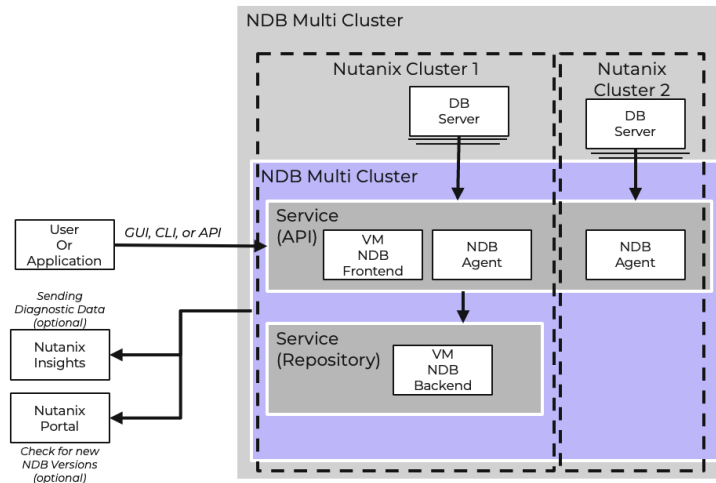 NDB Multi Cluster
Nutanix Cluster 1
Nutanix
Cluster 2
DB
Server
DB
Server
NDB Multi Cluster
User
Or
Application
GUI, CLI, or API
Service
(API)
VM
NDB
Frontend
NDB
Agent
NDB
Agent
Sending
Diagnostic Data
(optional)
Nutanix
Insights
Service
(Repository)
VM
NDB
Backend
Nutanix
Portal
Check for new
NDB Versions
(optional)